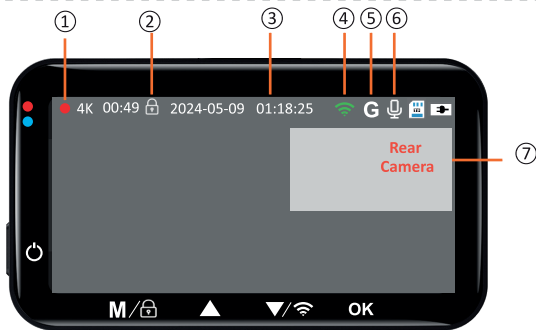 ① ② ③ ④ ⑤ ⑥
4K 00:49 2024-05-09 01:18:25 G
Rear
Camera
⑦
M/ / OK